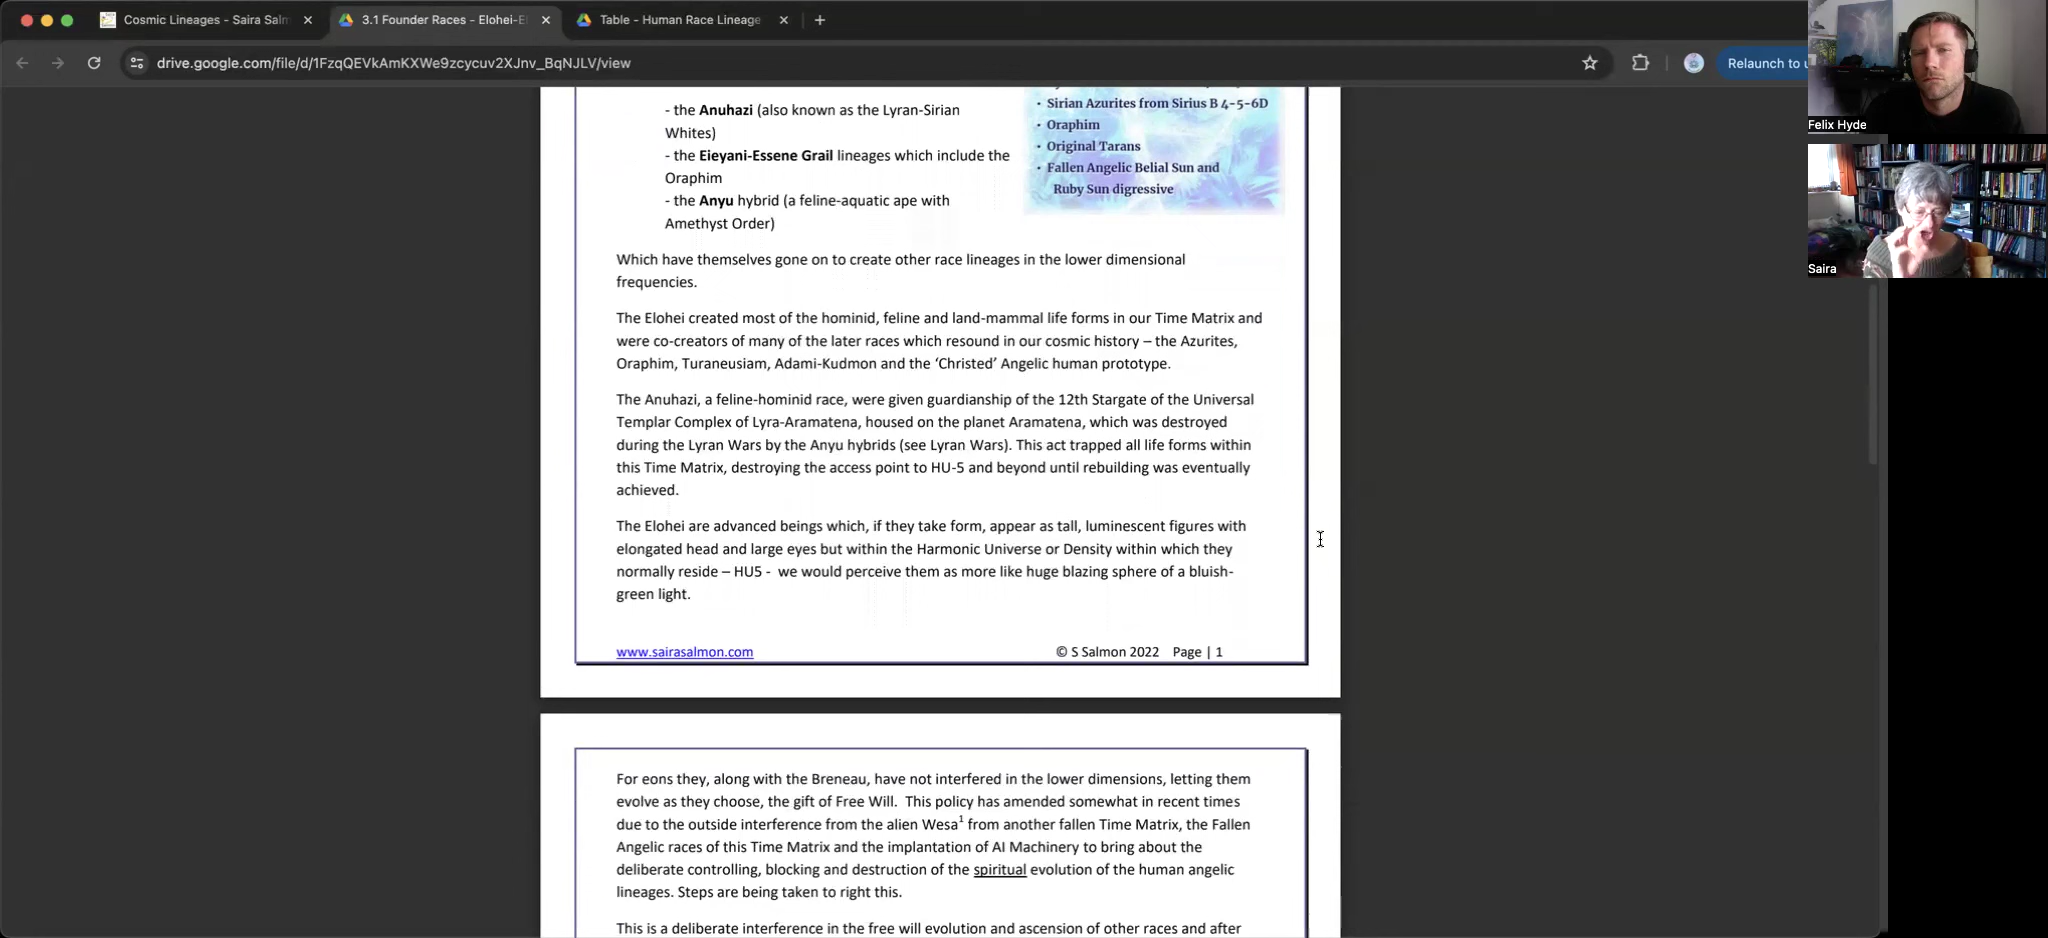 Cosmic Lineages - Saira Saln
3.1 Founder Races - Elohei-E
Table - Human Race Lineage
drive.google.com/file/d/1FzqQEVkAmKXWe9zcycuv2XJnv_BqNJLV/view
Relaunch to u
- the Anuhazi (also known as the Lyran-Sirian
Whites)
- the Eieyani-Essene Grail lineages which include the
Oraphim
- the Anyu hybrid (a feline-aquatic ape with
Amethyst Order)
• Sirian Azurites from Sirius B 4-5-6D
• Oraphim
• Original Tarans
• Fallen Angelic Belial Sun and
Ruby Sun digressive
Which have themselves gone on to create other race lineages in the lower dimensional
frequencies.
The Elohei created most of the hominid, feline and land-mammal life forms in our Time Matrix and
were co-creators of many of the later races which resound in our cosmic history – the Azurites,
Oraphim, Turaneusiam, Adami-Kudmon and the ‘Christed’ Angelic human prototype.
The Anuhazi, a feline-hominid race, were given guardianship of the 12th Stargate of the Universal
Templar Complex of Lyra-Aramatena, housed on the planet Aramatena, which was destroyed
during the Lyran Wars by the Anyu hybrids (see Lyran Wars). This act trapped all life forms within
this Time Matrix, destroying the access point to HU-5 and beyond until rebuilding was eventually
achieved.
The Elohei are advanced beings which, if they take form, appear as tall, luminescent figures with
elongated head and large eyes but within the Harmonic Universe or Density within which they
normally reside – HU5 - we would perceive them as more like huge blazing sphere of a bluish-
green light.
www.sairasalmon.com © S Salmon 2022 Page | 1
For eons they, along with the Breneau, have not interfered in the lower dimensions, letting them
evolve as they choose, the gift of Free Will. This policy has amended somewhat in recent times
due to the outside interference from the alien Wesa1 from another fallen Time Matrix, the Fallen
Angelic races of this Time Matrix and the implantation of AI Machinery to bring about the
deliberate controlling, blocking and destruction of the spiritual evolution of the human angelic
lineages. Steps are being taken to right this.
This is a deliberate interference in the free will evolution and ascension of other races and after
Felix Hyde
Saira